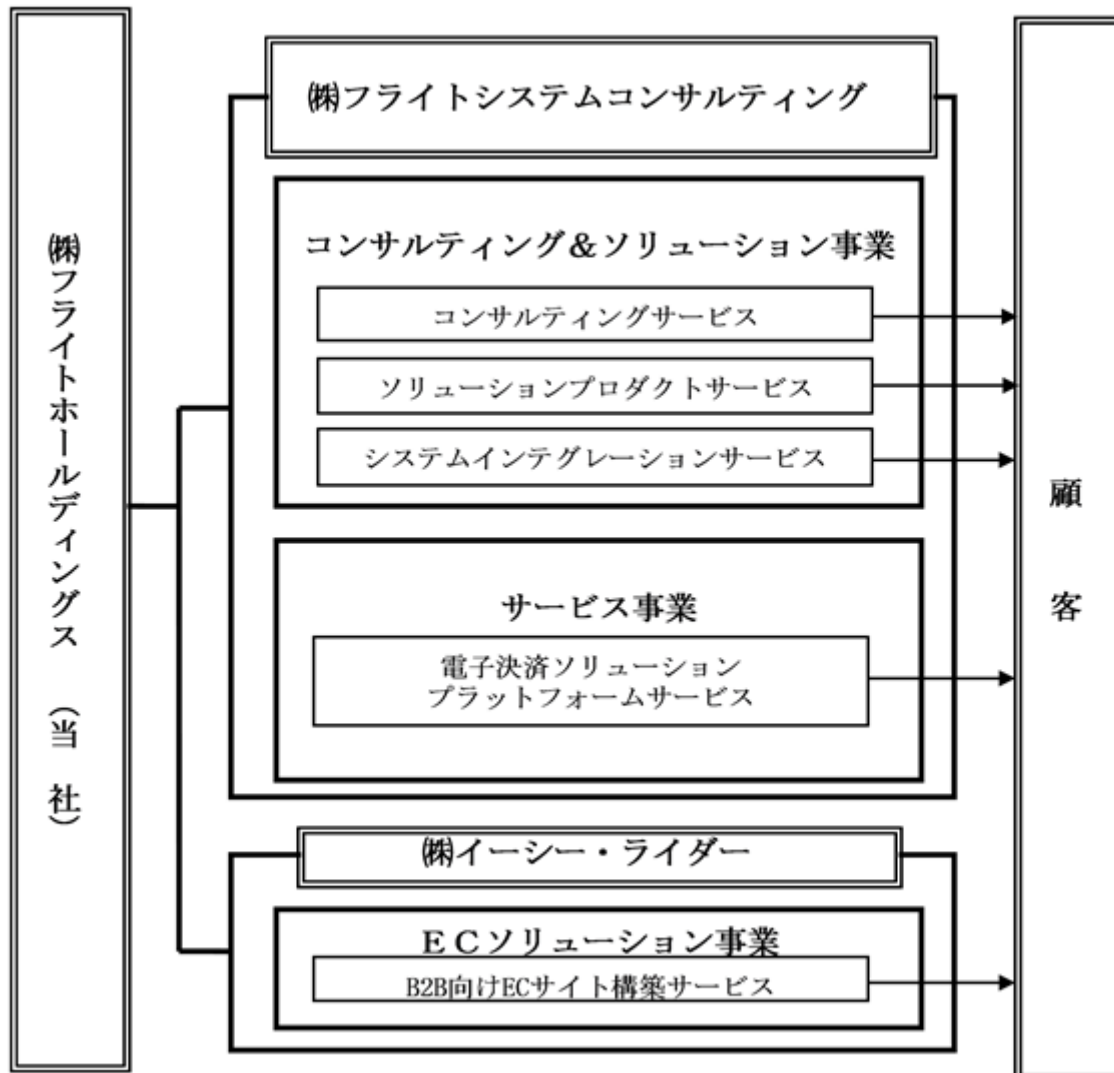 ㈱フライトホールディングス （当 社）
㈱フライトシステムコンサルティング
コンサルティング＆ソリューション事業
コンサルティングサービス
ソリューションプロダクトサービス
システムインテグレーションサービス
サービス事業
電子決済ソリューション
プラットフォームサービス
㈱イーシー・ライダー
ＥＣソリューション事業
B2B向けECサイト構築サービス
顧 客